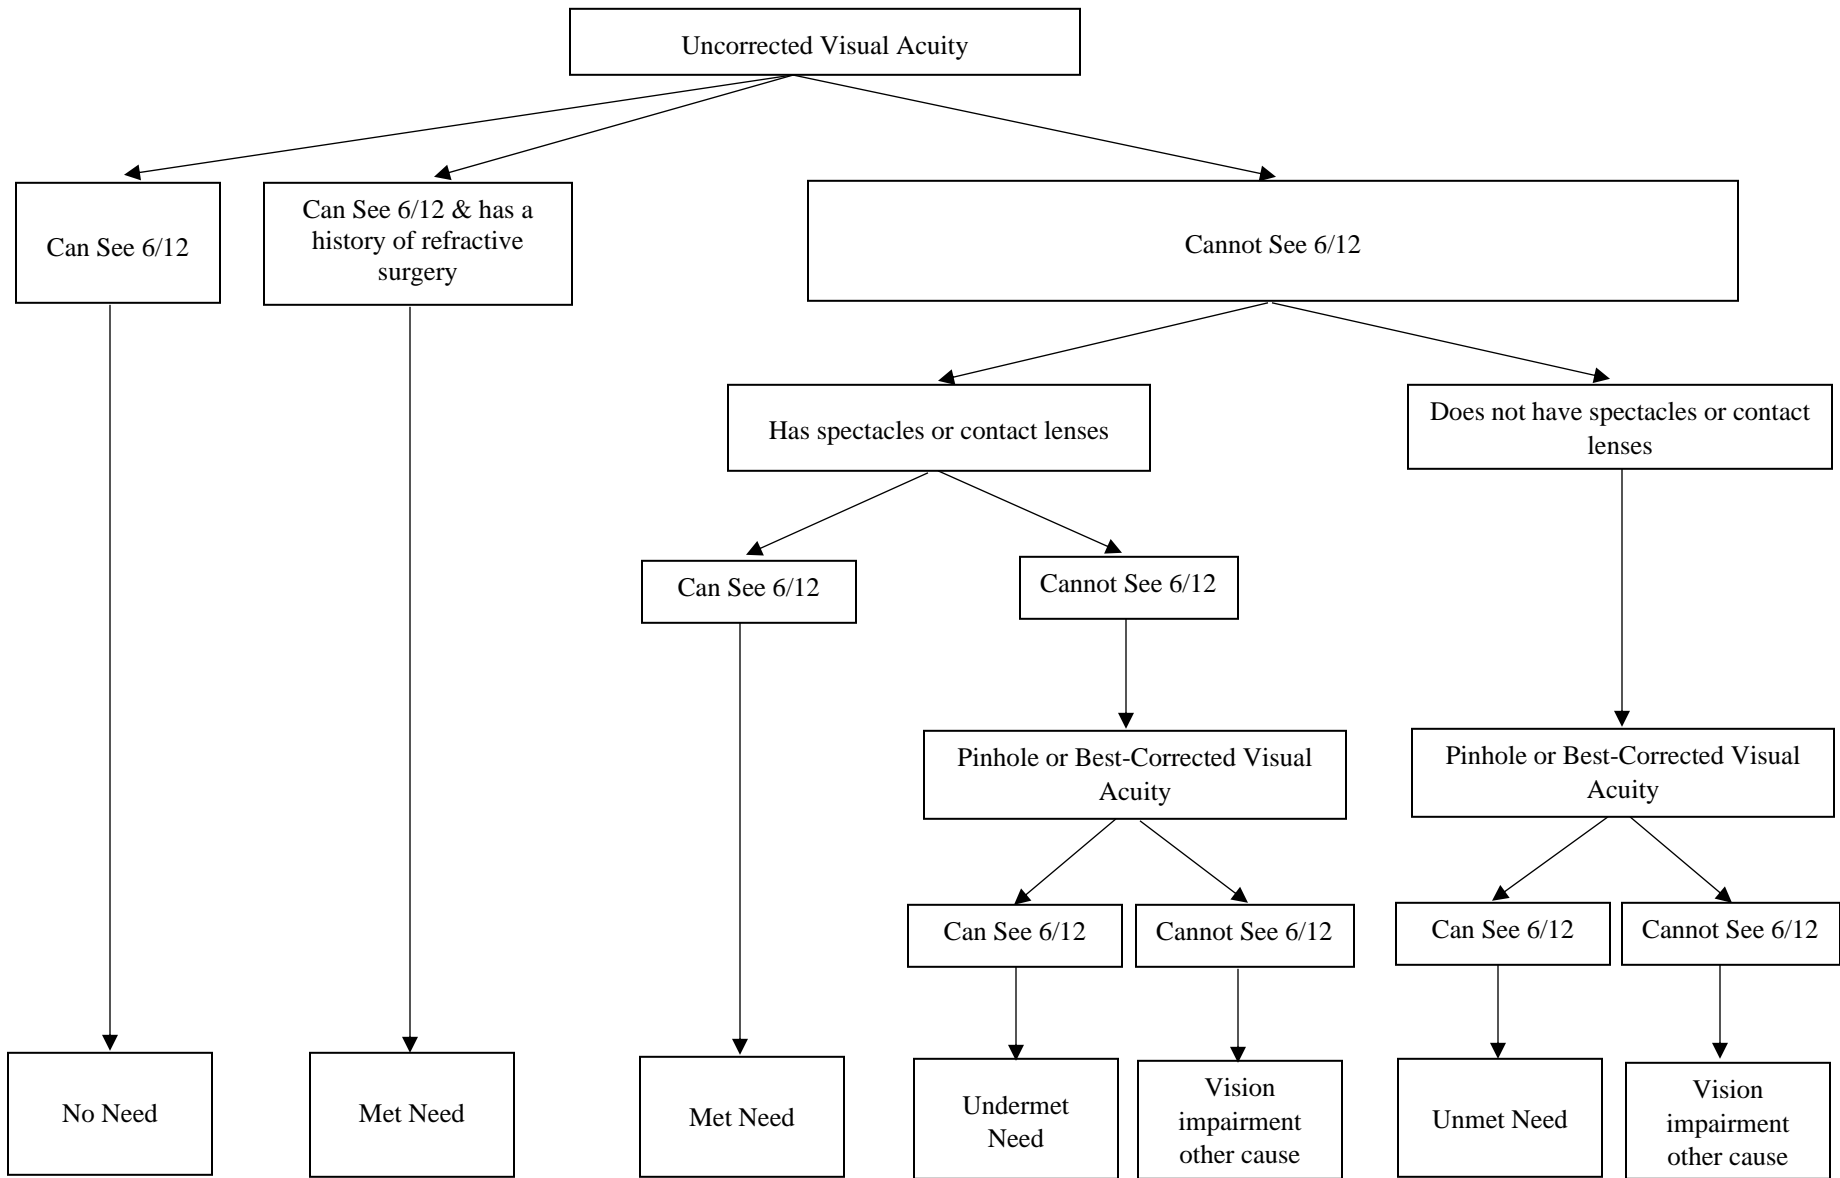 Uncorrected Visual Acuity
Can See 6/12
Can See 6/12 & has a
history of refractive
surgery
Cannot See 6/12
Has spectacles or contact lenses
Does not have spectacles or contact
lenses
Can See 6/12
Cannot See 6/12
Pinhole or Best-Corrected Visual
Acuity
Pinhole or Best-Corrected Visual
Acuity
Can See 6/12
Cannot See 6/12
Can See 6/12
Cannot See 6/12
No Need
Met Need
Met Need
Undermet
Need
Vision
impairment
other cause
Unmet Need
Vision
impairment
other cause